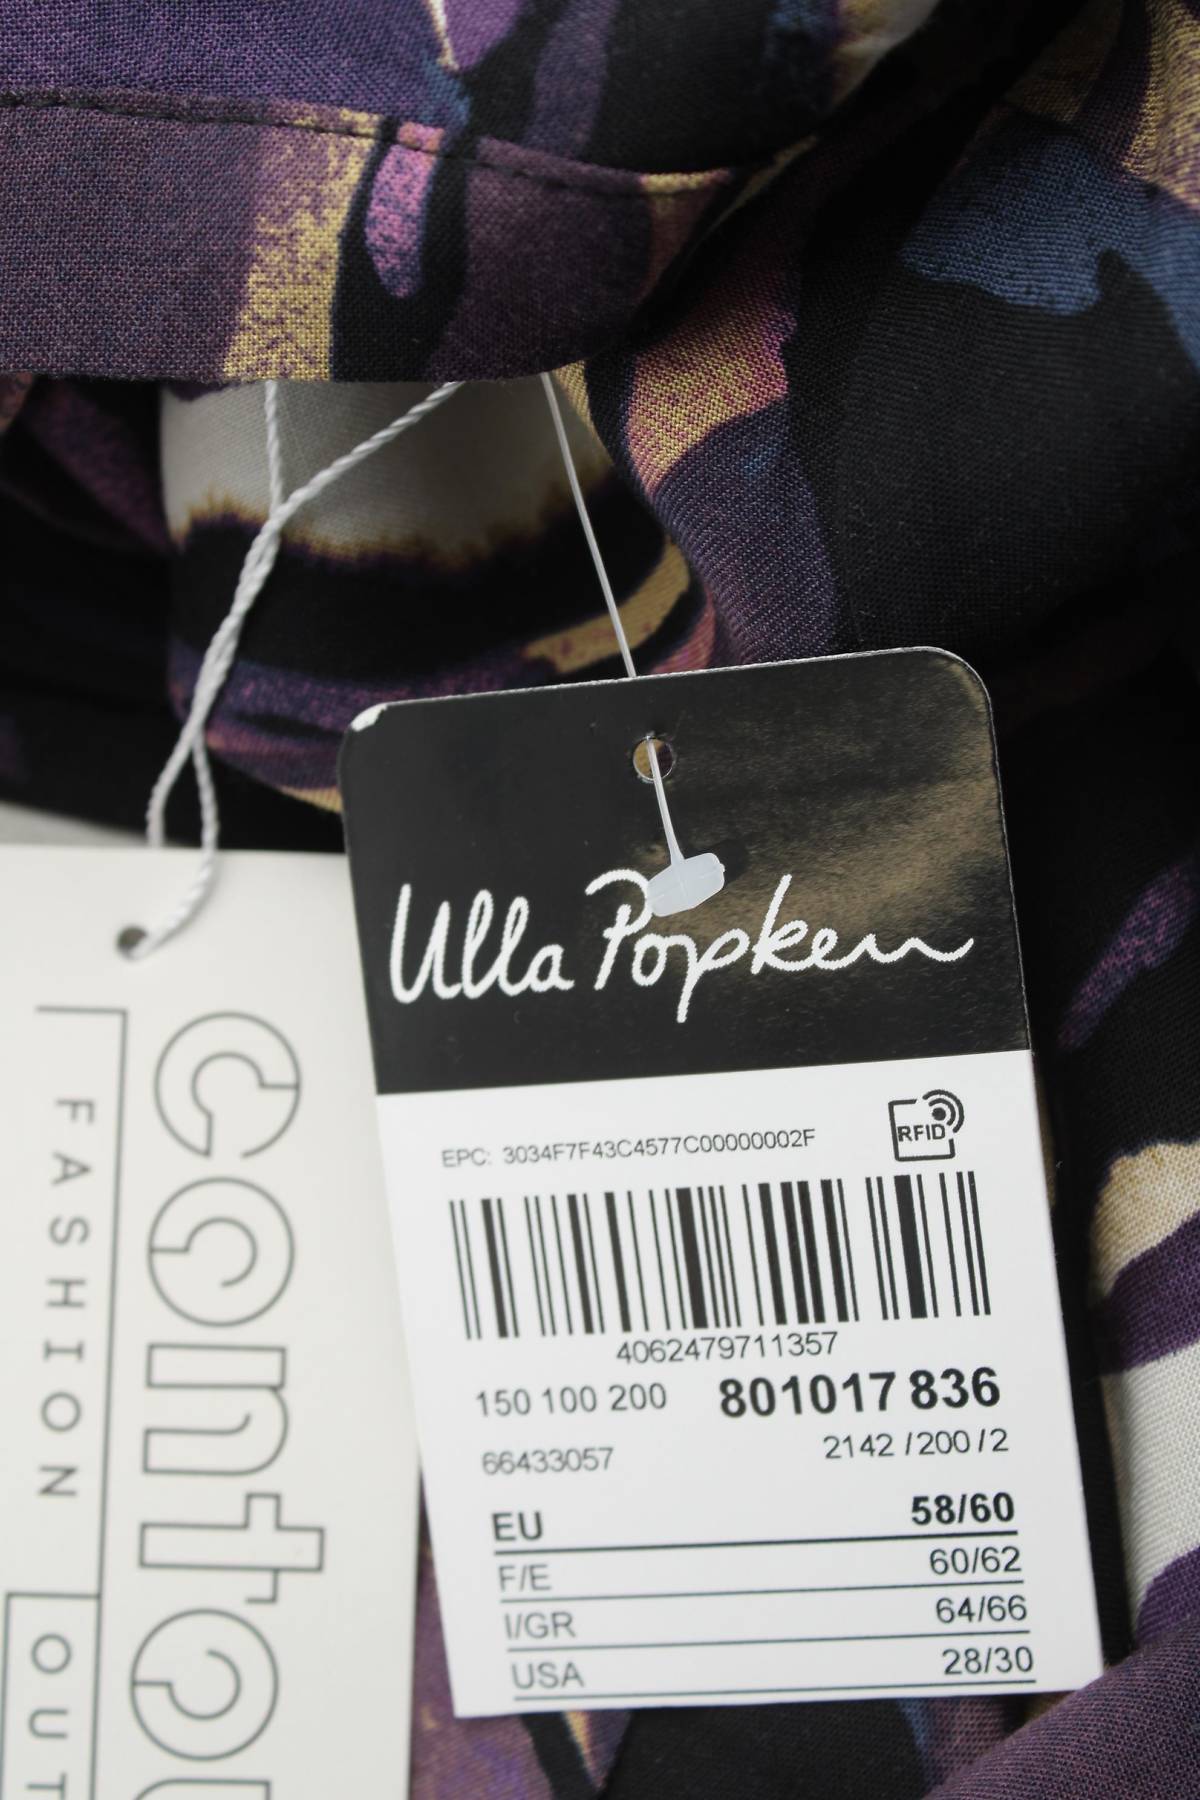 Ulla Popken
EPC: 3034F7F43C4577C00000002F
RFID
4062479711357
150 100 200 801017 836
66433057 2142 / 200 / 2
EU 58/60
F/E 60/62
I/GR 64/66
USA 28/30
FASHION
OUT